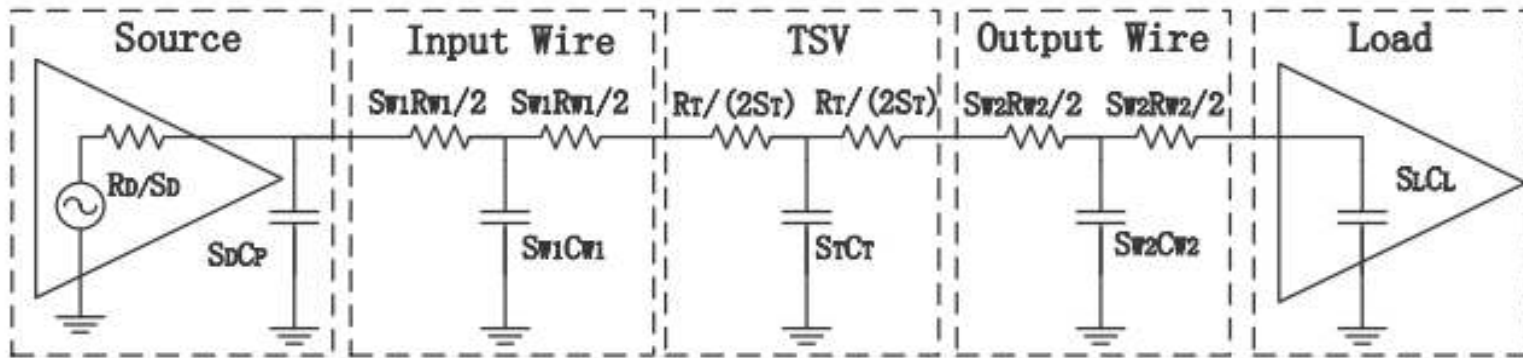 Source
Input Wire
TSV
Output Wire
Load
SW1RW1/2
SW1RW1/2
RT/(2ST)
RT/(2ST)
SW2RW2/2
SW2RW2/2
RD/SD
SLCL
SDCP
SW1CW1
STCT
SW2CW2